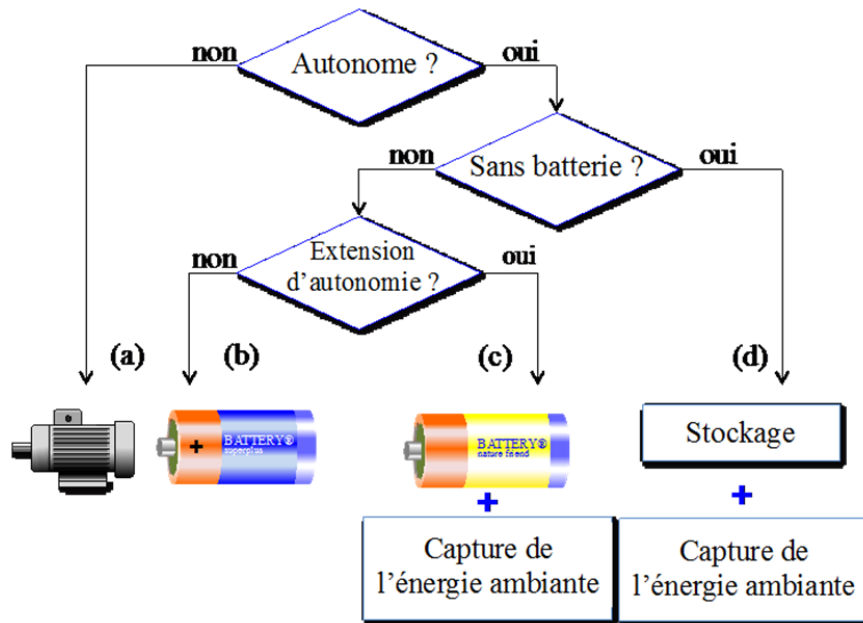 non
Autonome ?
oui
non
Sans batterie ?
oui
non
Extension
d'autonomie ?
oui
(a)
(b)
(c)
(d)
+
BATTERY®
superplus
BATTERY®
nature friend
Stockage
+
+
Capture de
l'énergie ambiante
Capture de
l'énergie ambiante